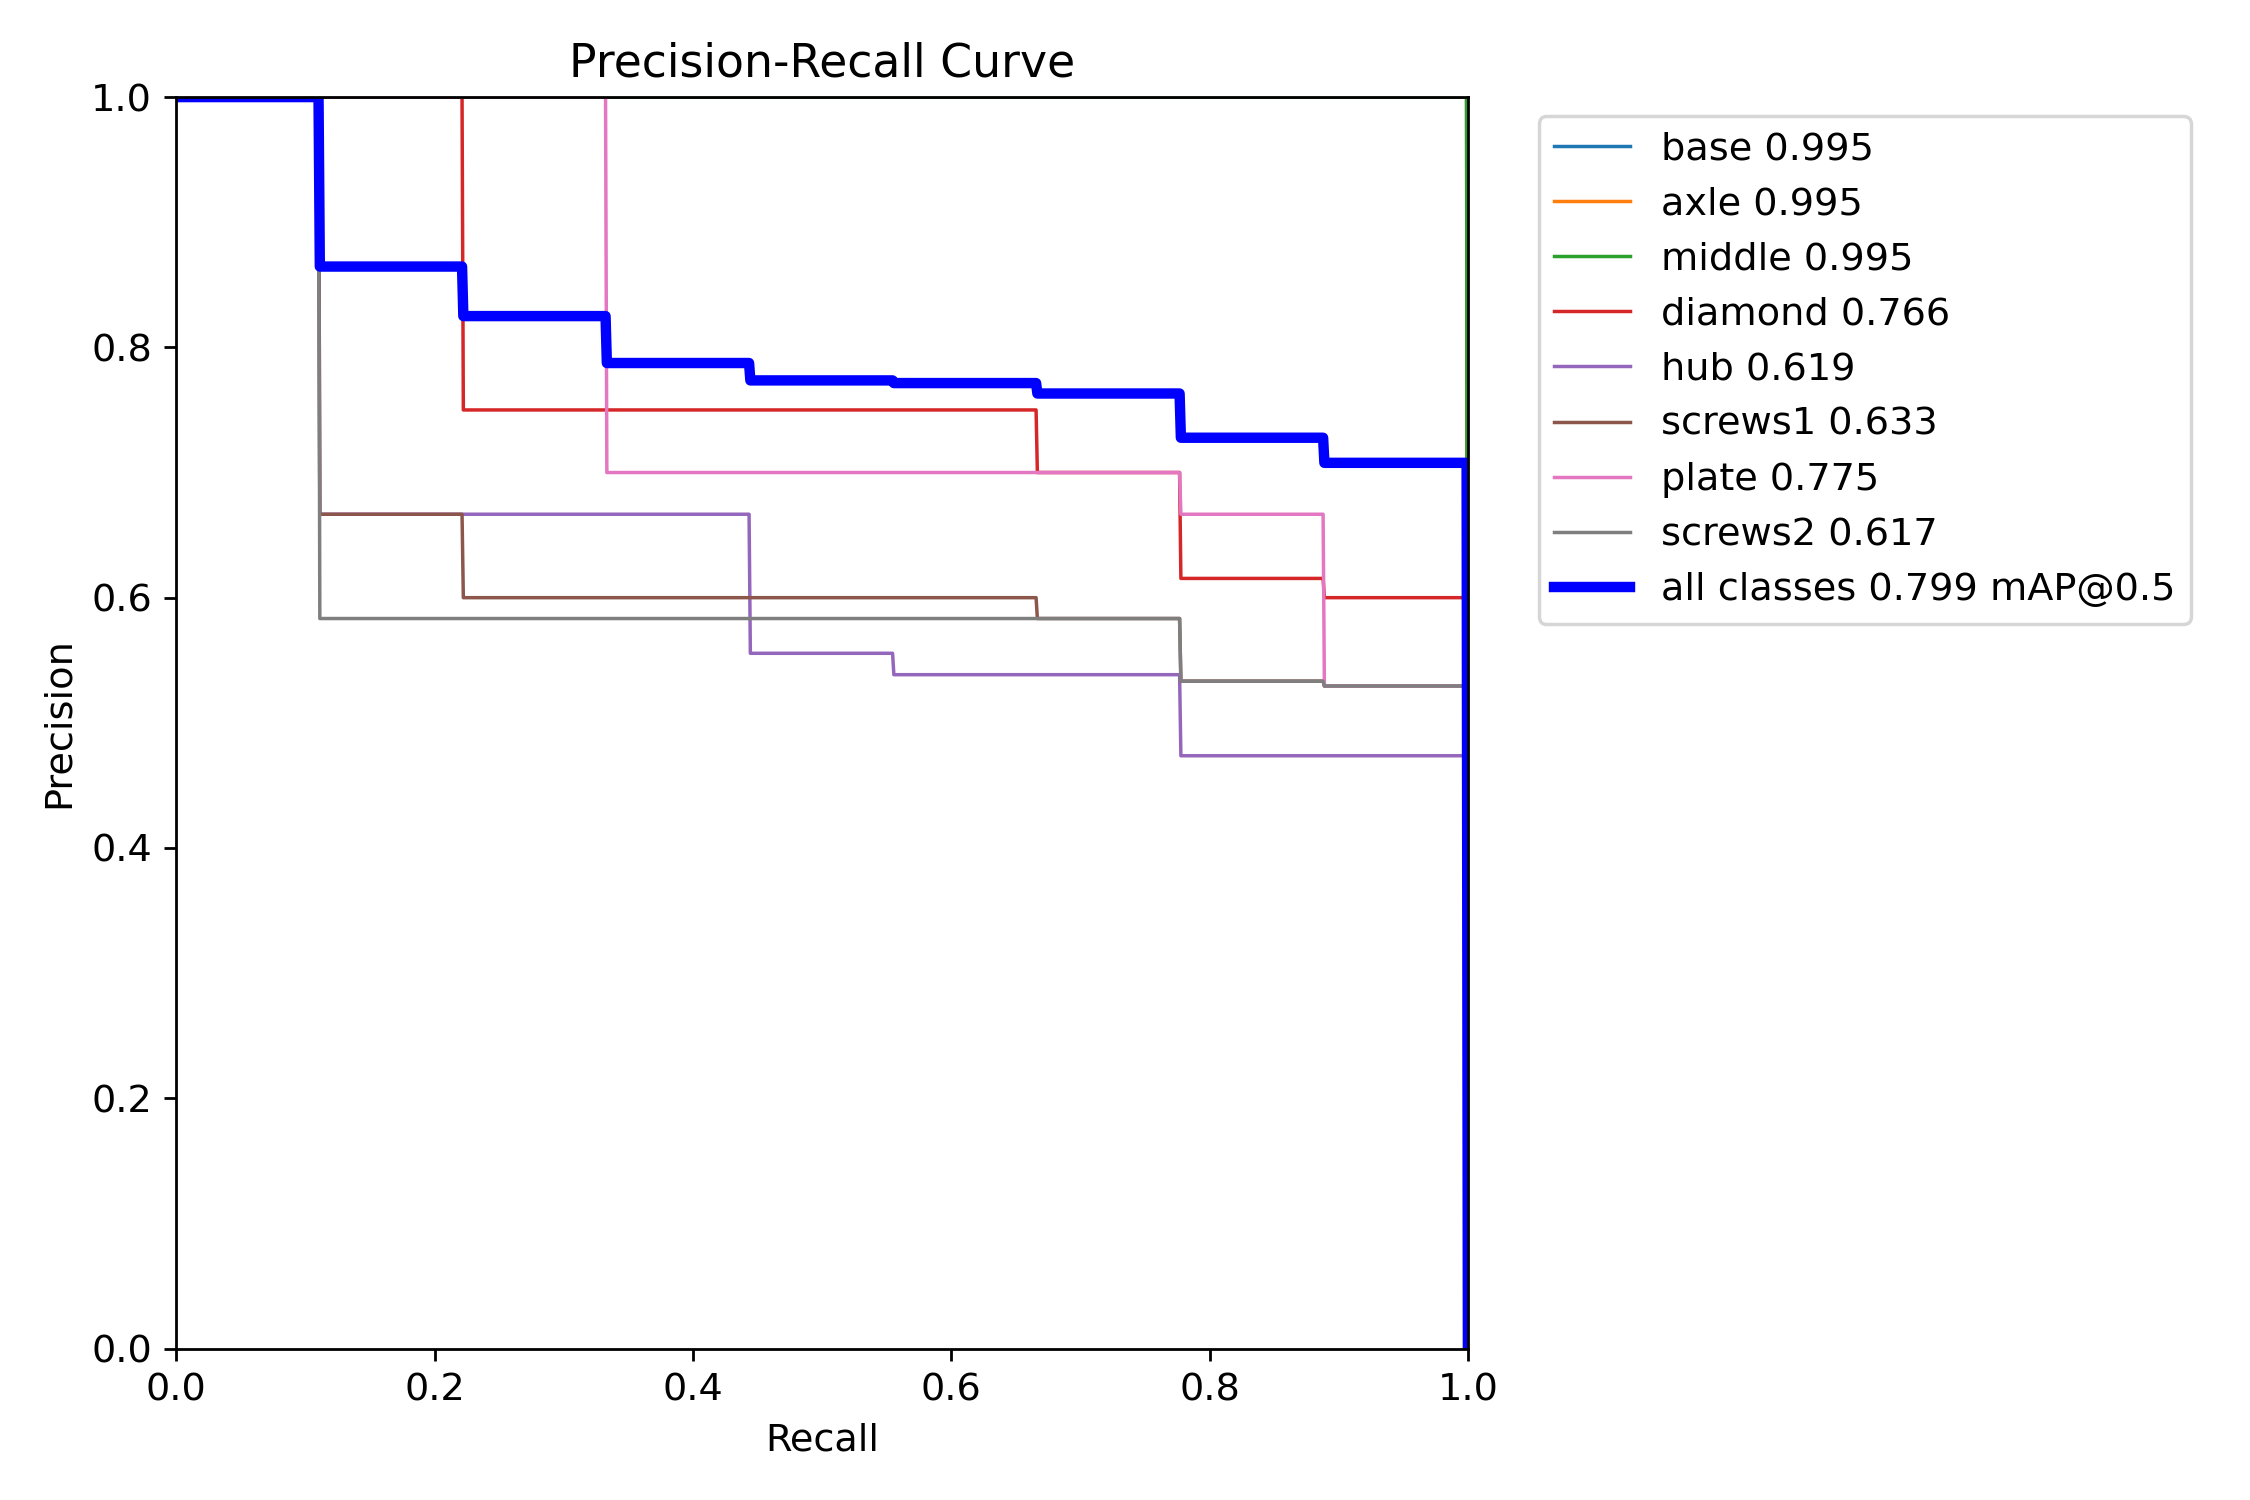 Precision-Recall Curve
1.0
0.8
0.6
0.4
0.2
0.0
Precision
0.0 0.2 0.4 0.6 0.8 1.0
Recall
base 0.995
axle 0.995
middle 0.995
diamond 0.766
hub 0.619
screws1 0.633
plate 0.775
screws2 0.617
all classes 0.799 mAP@0.5